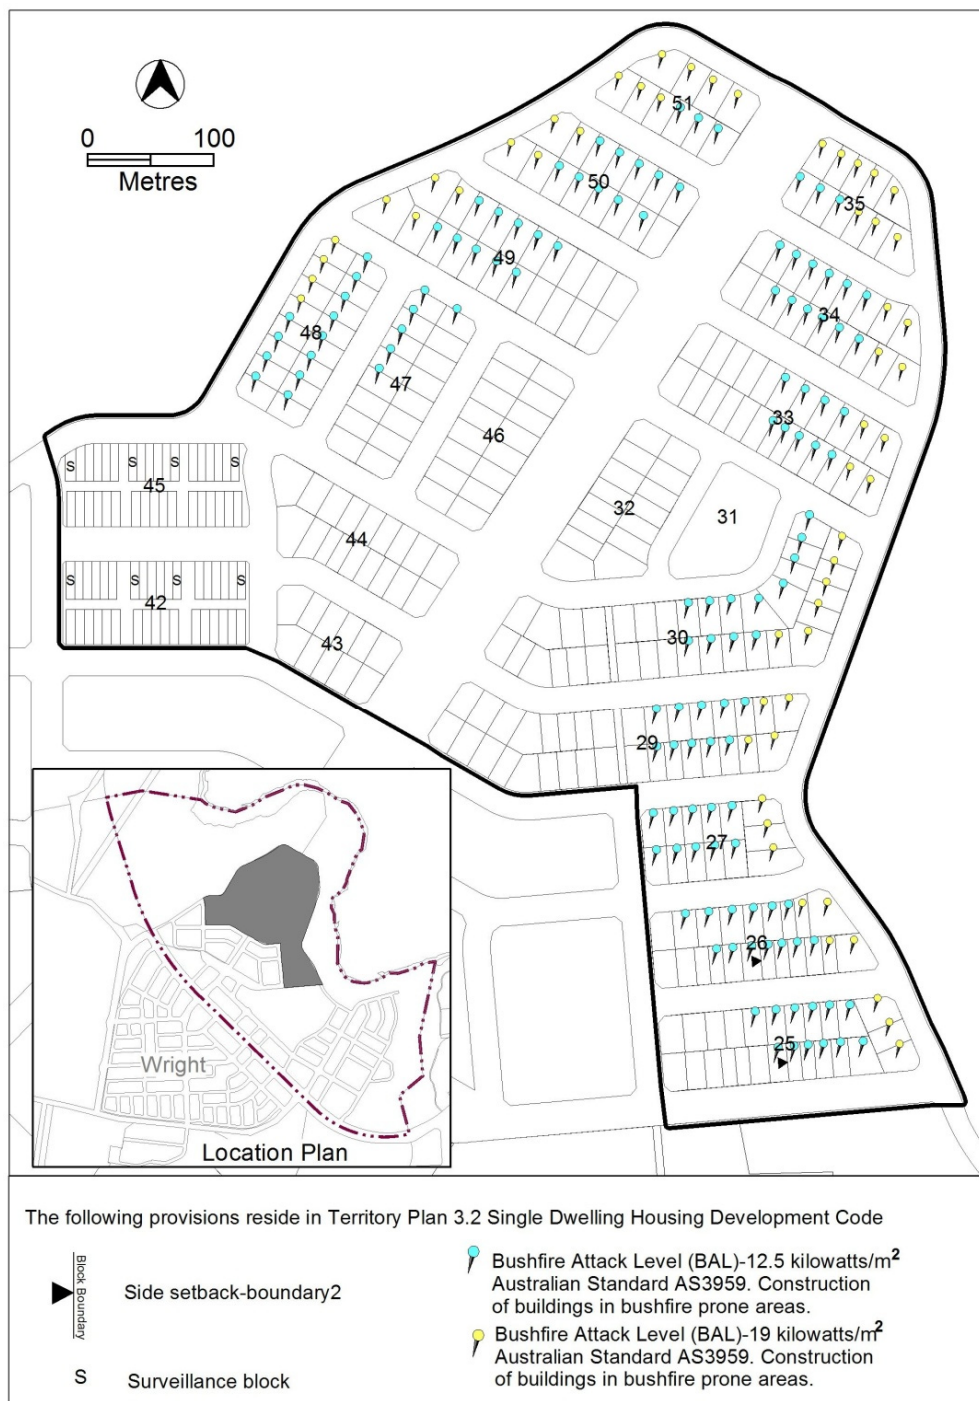 0 100
Metres
51
50
35
49
34
48
47
33
46
45
S S S S
32
31
44
42
S S S S
30
43
29
27
26
25
Wright
Location Plan
The following provisions reside in Territory Plan 3.2 Single Dwelling Housing Development Code
Block Boundary
Side setback-boundary2
S Surveillance block
Bushfire Attack Level (BAL)-12.5 kilowatts/m²
Australian Standard AS3959. Construction
of buildings in bushfire prone areas.
Bushfire Attack Level (BAL)-19 kilowatts/m²
Australian Standard AS3959. Construction
of buildings in bushfire prone areas.